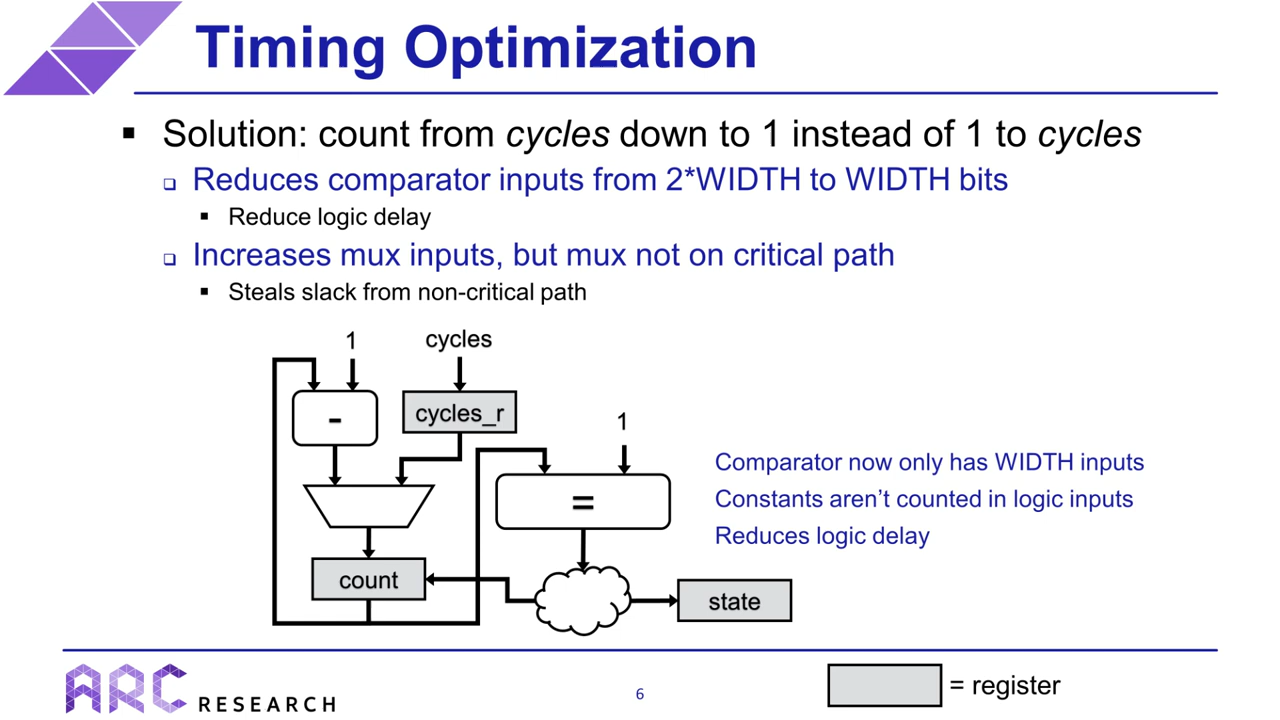 Timing Optimization
▪ Solution: count from cycles down to 1 instead of 1 to cycles
❑ Reduces comparator inputs from 2*WIDTH to WIDTH bits
▪ Reduce logic delay
❑ Increases mux inputs, but mux not on critical path
▪ Steals slack from non-critical path
1
cycles
-
cycles_r
1
=
Comparator now only has WIDTH inputs
Constants aren't counted in logic inputs
Reduces logic delay
count
state
ARC RESEARCH
6
= register